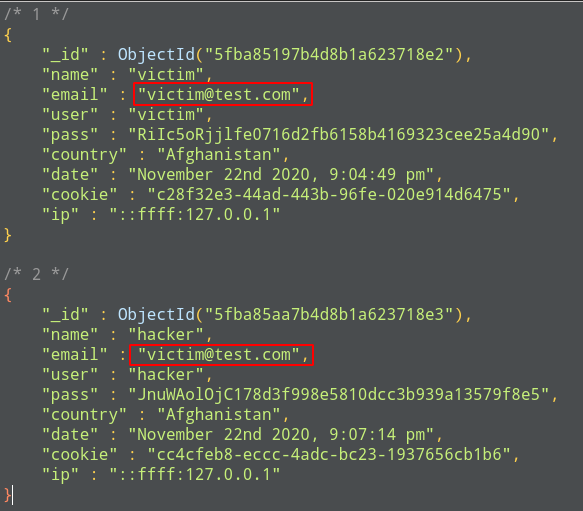 /* 1 */
{
"_id" : ObjectId("5fba85197b4d8b1a623718e2"),
"name" : "victim",
"email" : "victim@test.com",
"user" : "victim",
"pass" : "RiIc5oRjjlfe0716d2fb6158b4169323cee25a4d90",
"country" : "Afghanistan",
"date" : "November 22nd 2020, 9:04:49 pm",
"cookie" : "c28f32e3-44ad-443b-96fe-020e914d6475",
"ip" : "::ffff:127.0.0.1"
}
/* 2 */
{
"_id" : ObjectId("5fba85aa7b4d8b1a623718e3"),
"name" : "hacker",
"email" : "victim@test.com",
"user" : "hacker",
"pass" : "JnuWAolOjC178d3f998e5810dcc3b939a13579f8e5",
"country" : "Afghanistan",
"date" : "November 22nd 2020, 9:07:14 pm",
"cookie" : "cc4cfeb8-eccc-4adc-bc23-1937656cb1b6",
"ip" : "::ffff:127.0.0.1"
}